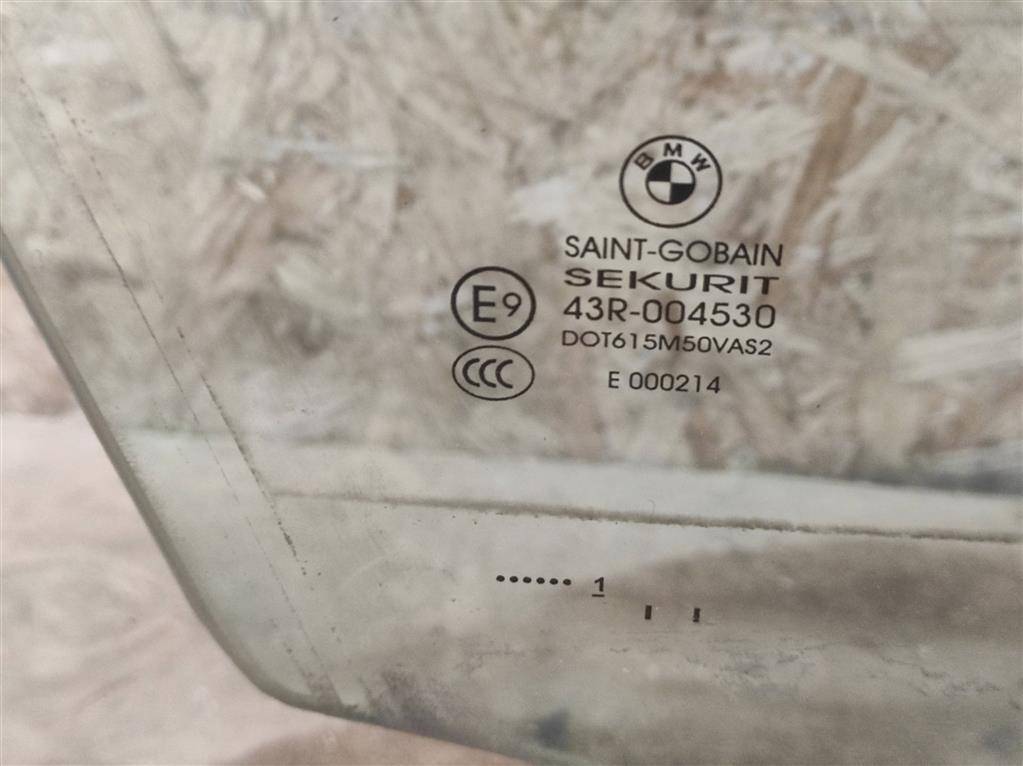 BMW
SAINT-GOBAIN
SEKURIT
E9
43R-004530
DOT615M50VAS2
CCC
E 000214
...... 1